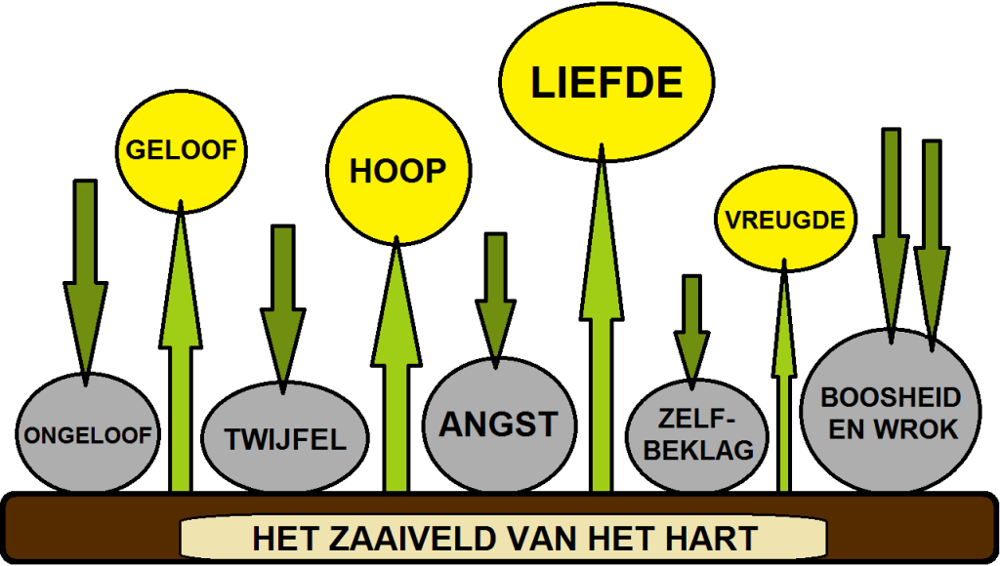 LIEFDE
GELOOF
HOOP
VREUGDE
ONGELOOF
TWIJFEL
ANGST
ZELF-
BEKLAG
BOOSHEID
EN WROK
HET ZAAIVELD VAN HET HART